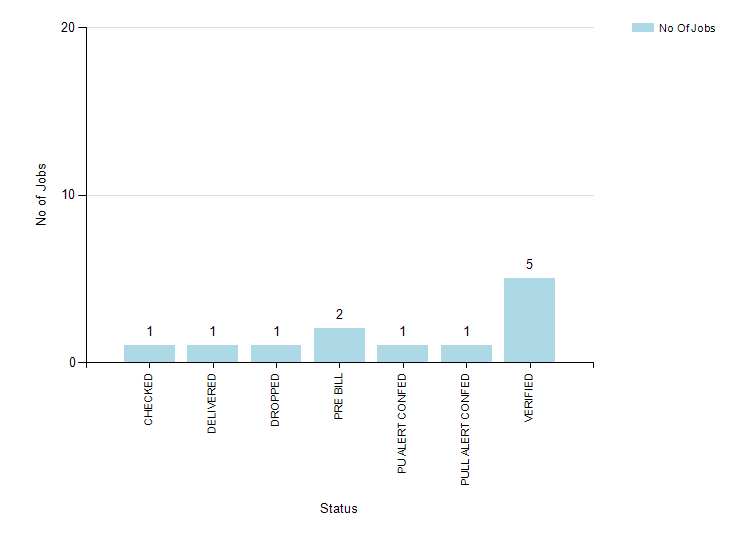 No Of Jobs
20
10
0
No of Jobs
1
1
1
2
1
1
5
CHECKED
DELIVERED
DROPPED
PRE BILL
PU ALERT CONFED
PULL ALERT CONFED
VERIFIED
Status